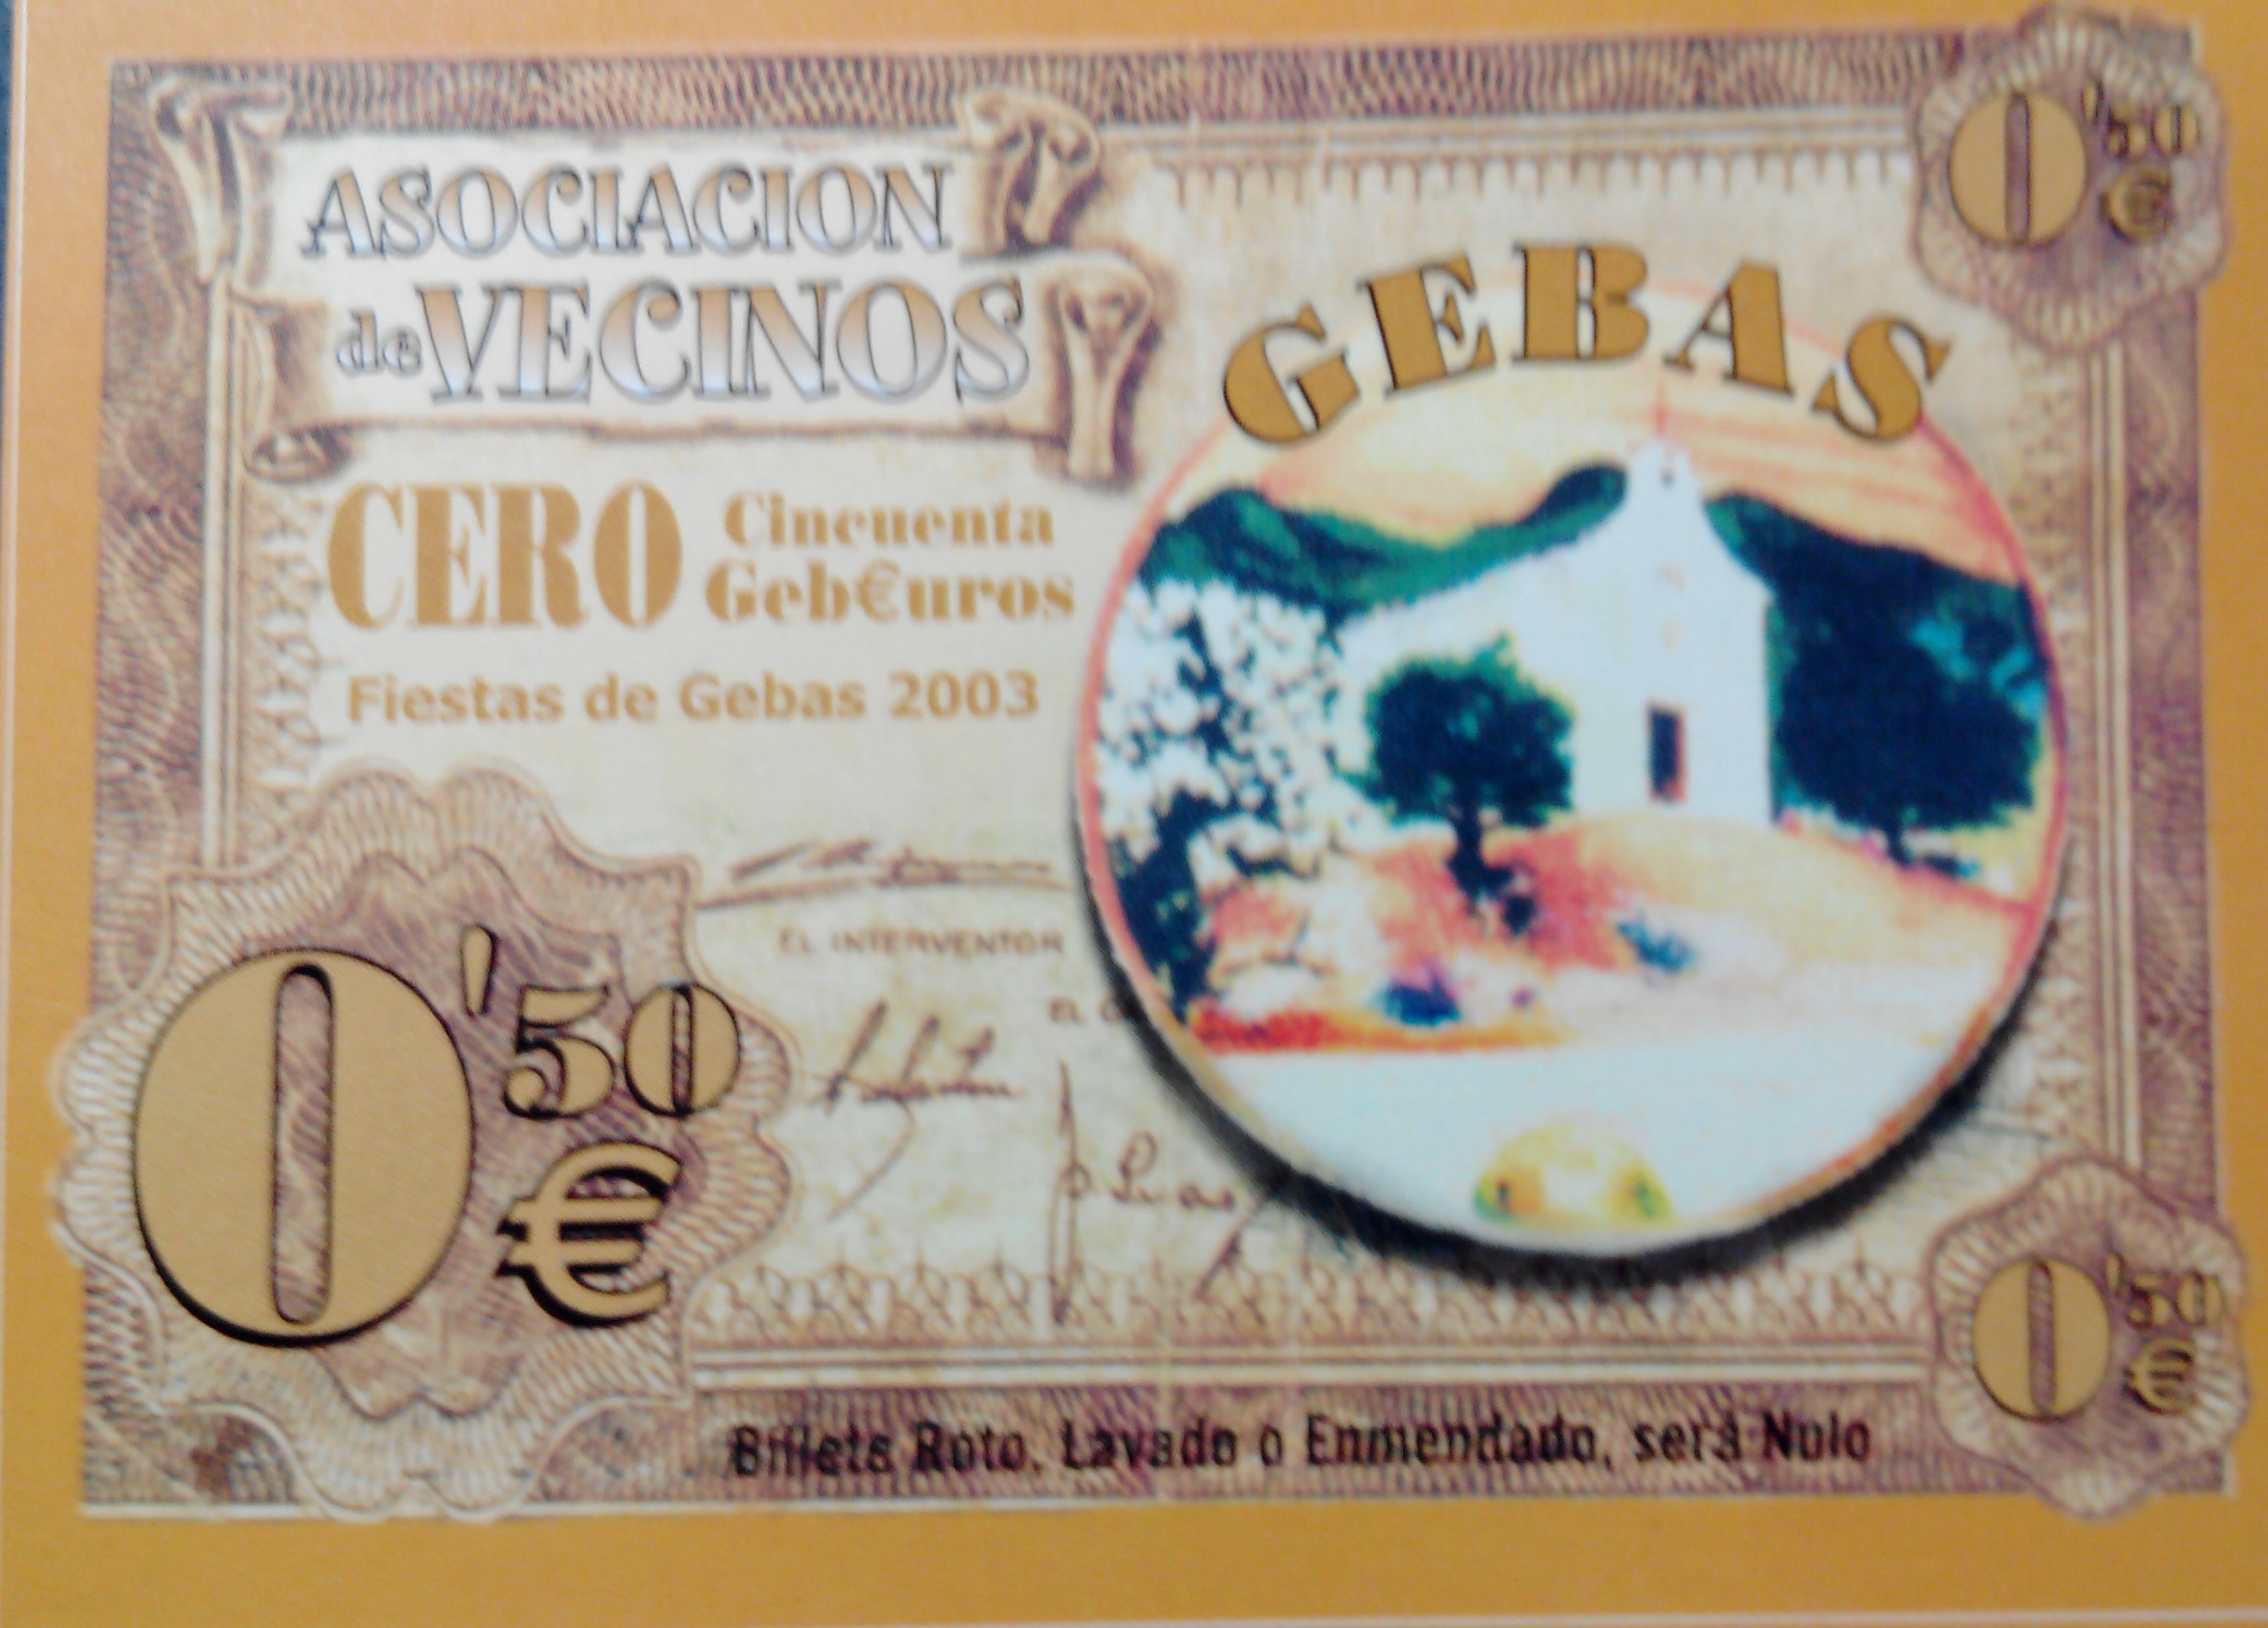 ASOCIACION
de VECINOS
GEBAS
0'50
€
CERO Cincuenta
Geb€uros
Fiestas de Gebas 2003
EL INTERVENTOR
EL
0'50
€
0'50
€
Billete Roto, Lavado o Enmendado, será Nulo